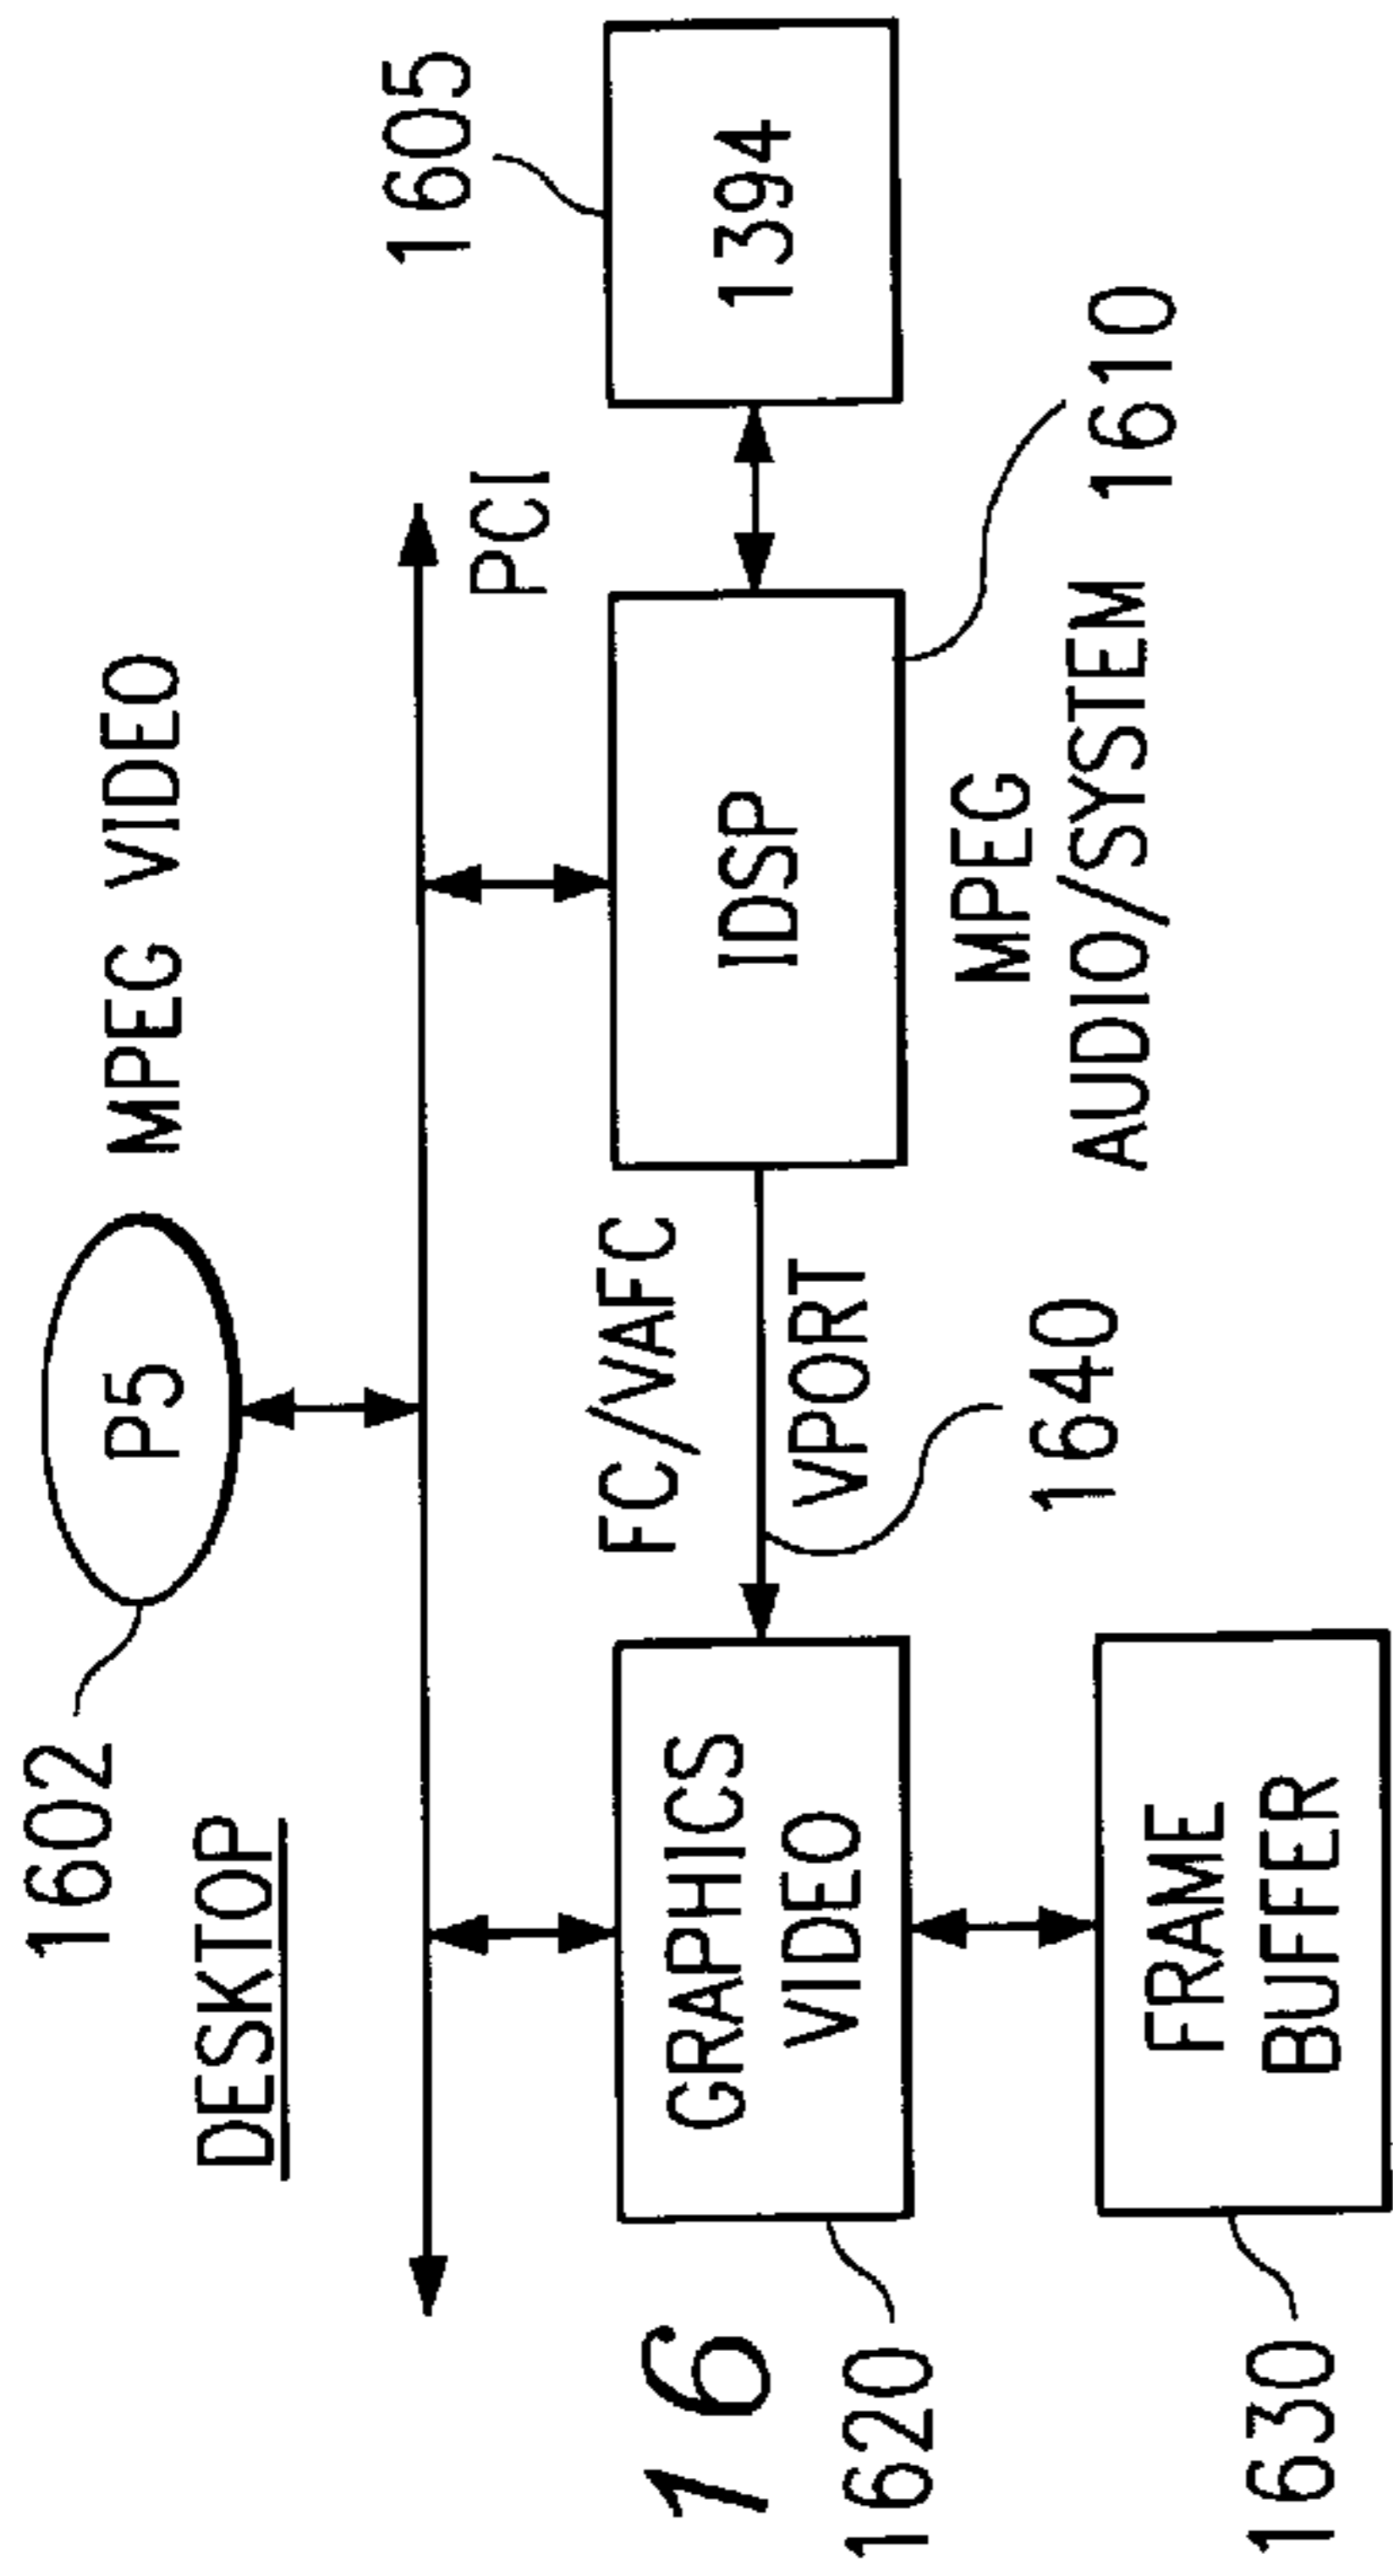 1602
P5
MPEG VIDEO
DESKTOP
PCI
1605
FC/VAFC
GRAPHICS
VIDEO
IDSP
1394
VPORT
16
1620
1640
MPEG
AUDIO/SYSTEM
1610
FRAME
BUFFER
1630